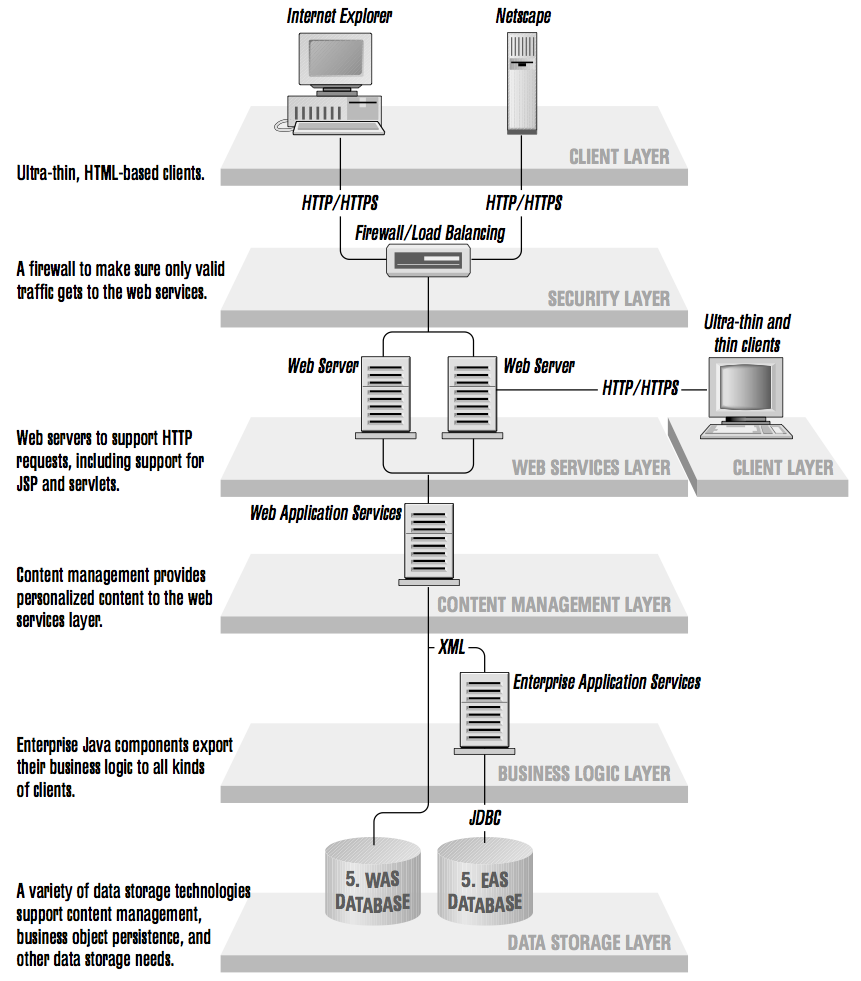 Internet Explorer
Netscape
CLIENT LAYER
Ultra-thin, HTML-based clients.
HTTP/HTTPS
HTTP/HTTPS
Firewall/Load Balancing
A firewall to make sure only valid
traffic gets to the web services.
SECURITY LAYER
Ultra-thin and
thin clients
Web Server
Web Server
HTTP/HTTPS
Web servers to support HTTP
requests, including support for
JSP and servlets.
WEB SERVICES LAYER
CLIENT LAYER
Web Application Services
Content management provides
personalized content to the web
services layer.
CONTENT MANAGEMENT LAYER
XML
Enterprise Application Services
Enterprise Java components export
their business logic to all kinds
of clients.
BUSINESS LOGIC LAYER
JDBC
5. WAS
DATABASE
5. EAS
DATABASE
A variety of data storage technologies
support content management,
business object persistence, and
other data storage needs.
DATA STORAGE LAYER